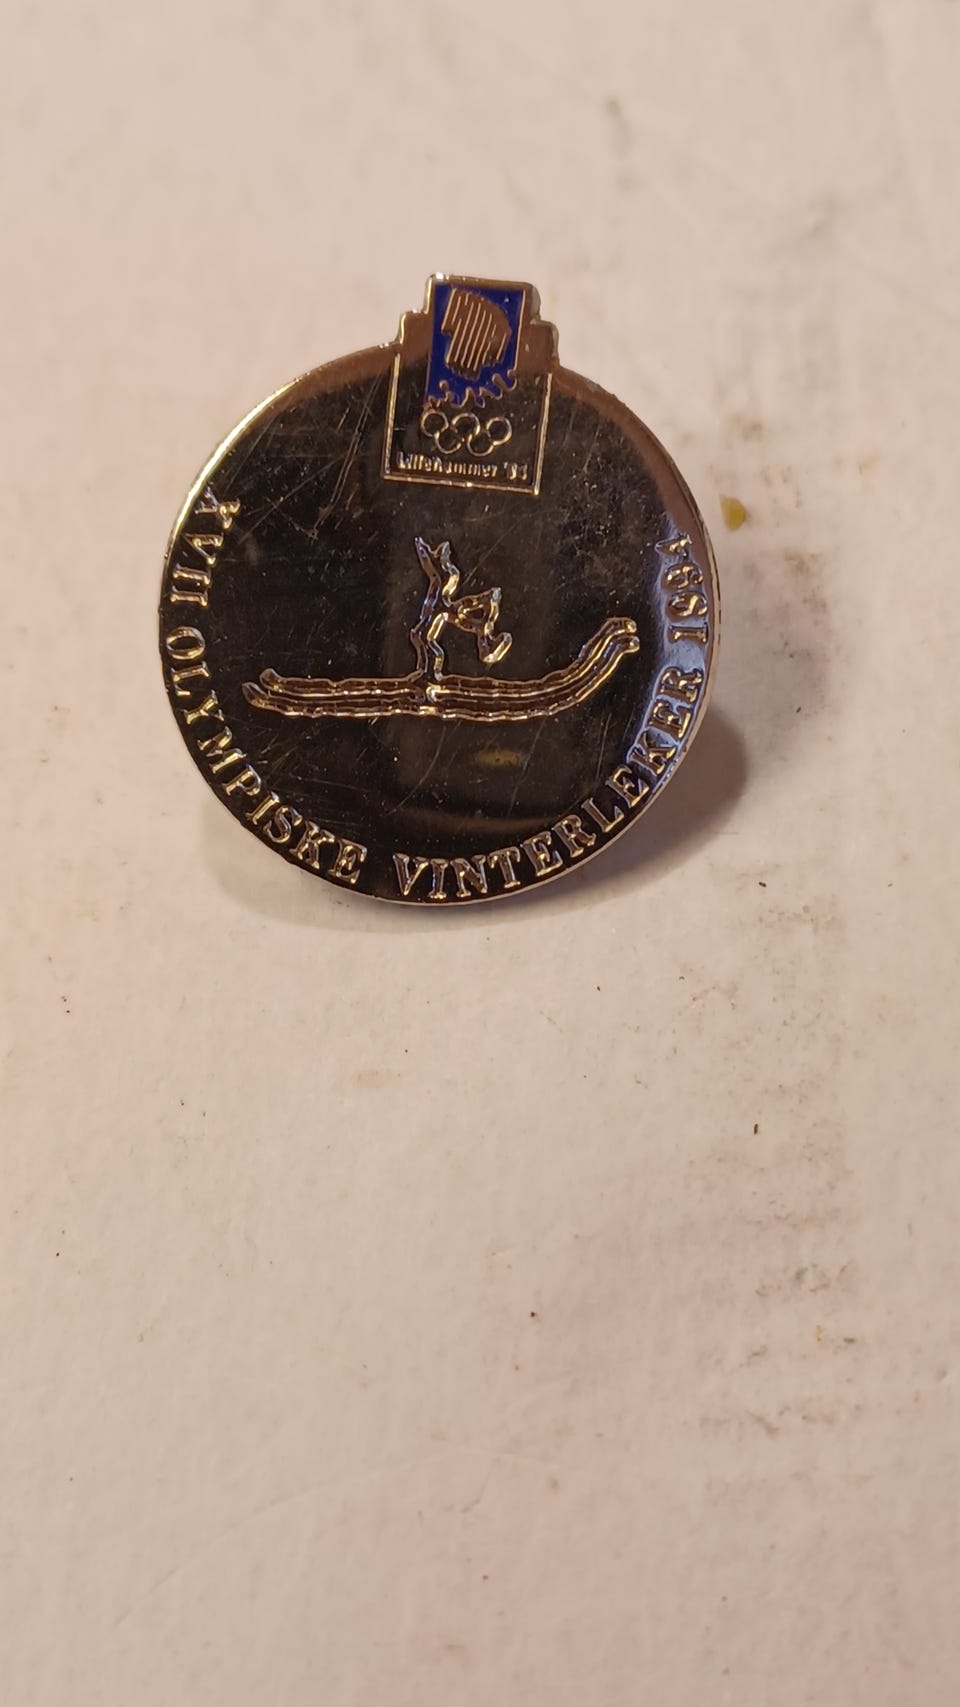 Lillehammer '94
XVII OLYMPISKE VINTERLEKER 1994